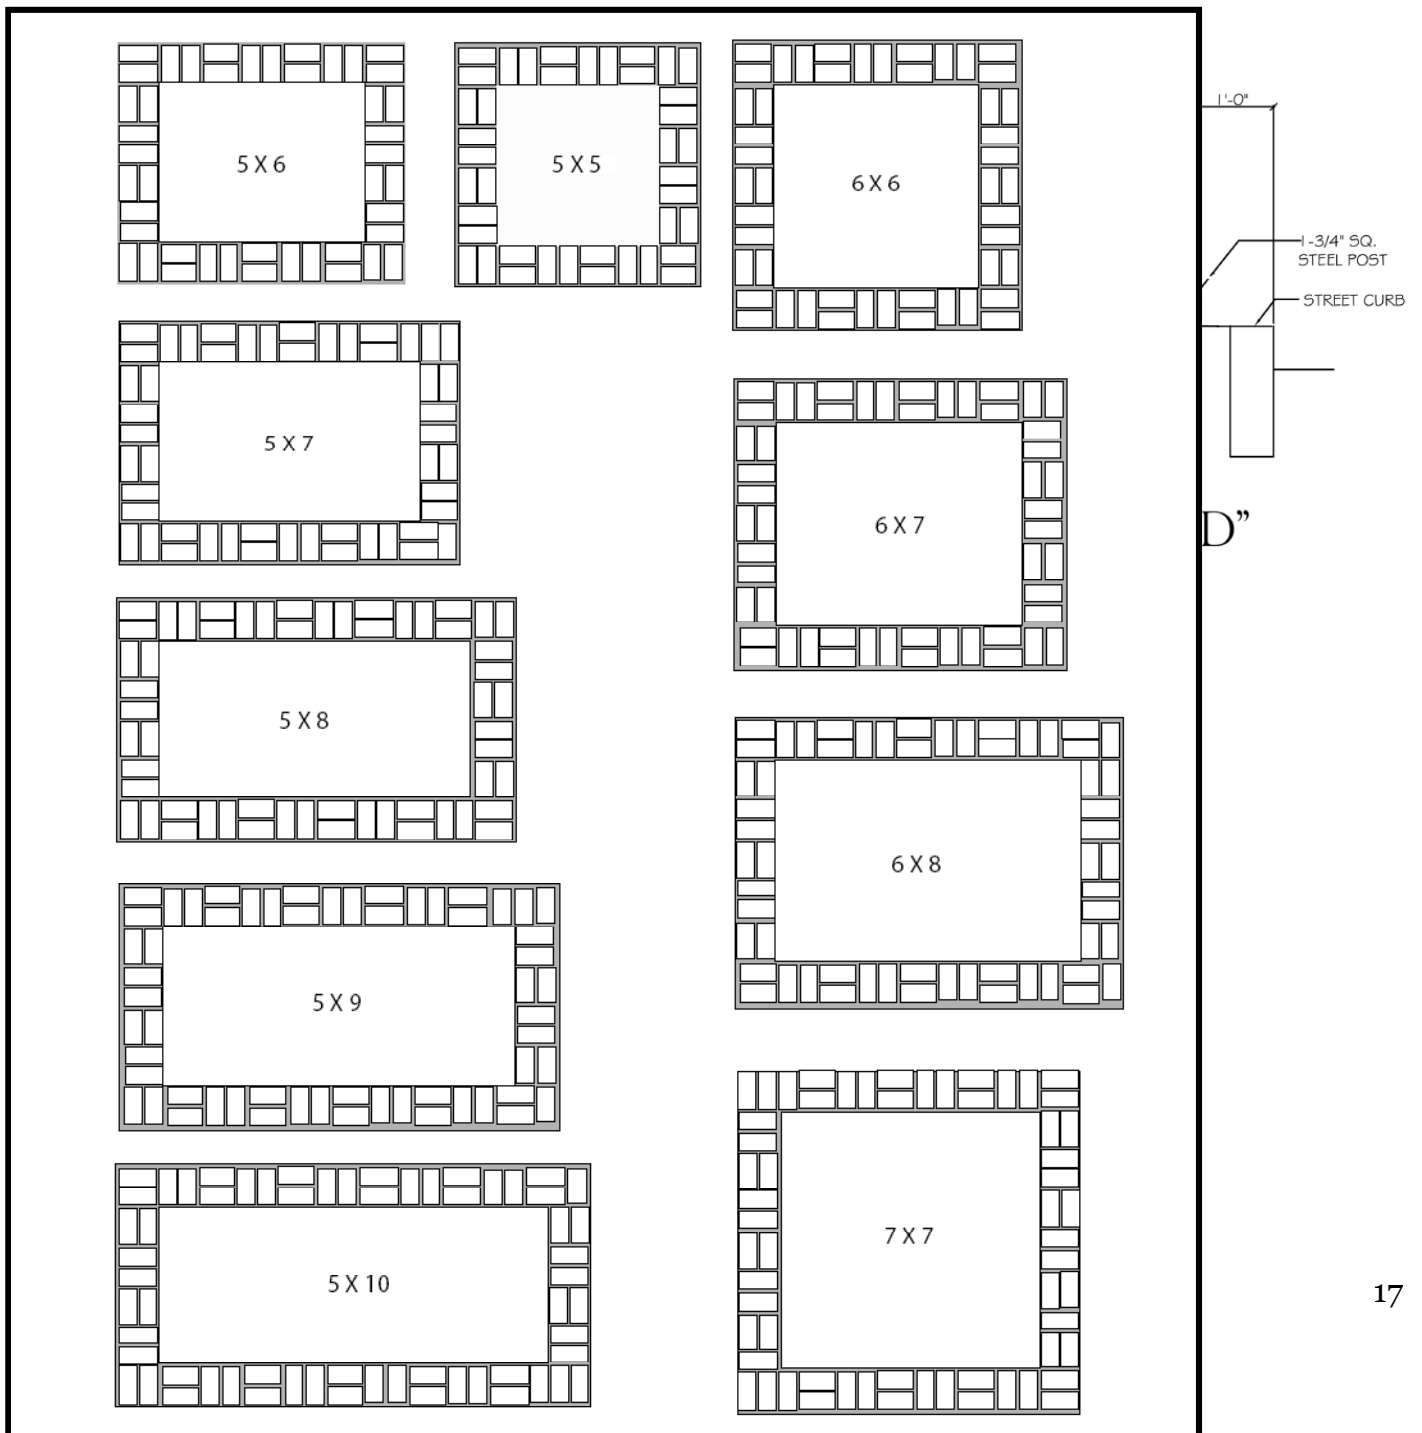 5 X 6
5 X 5
6 X 6
1'-0"
1-3/4" SQ.
STEEL POST
STREET CURB
5 X 7
6 X 7
D”
5 X 8
6 X 8
5 X 9
7 X 7
5 X 10
17